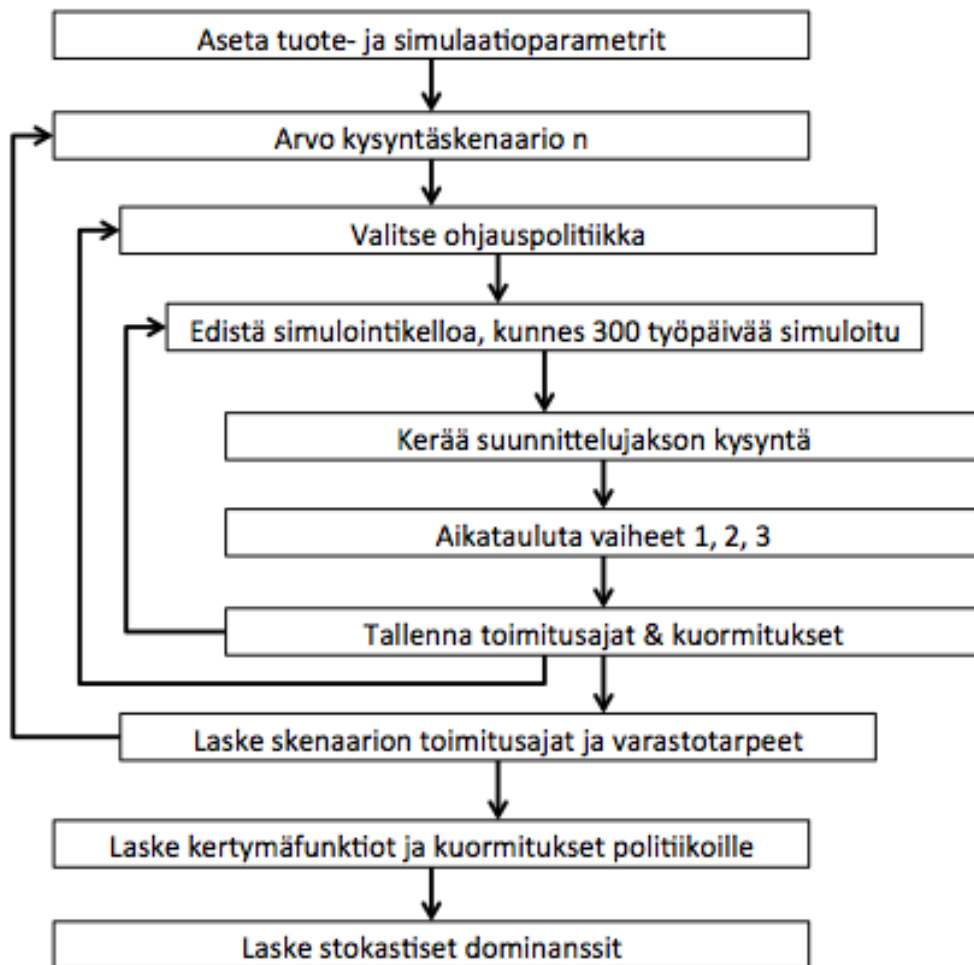 Aseta tuote- ja simulaatioparametrit
Arvo kysyntäskenaario n
Valitse ohjauspolitiikka
Edistä simulointikelloa, kunnes 300 työpäivää simuloitu
Kerää suunnittelujakson kysyntä
Aikatauluta vaiheet 1, 2, 3
Tallenna toimitusajat & kuormitukset
Laske skenaarion toimitusajat ja varastotarpeet
Laske kertymäfunktiot ja kuormitukset politiikoille
Laske stokastiset dominanssit